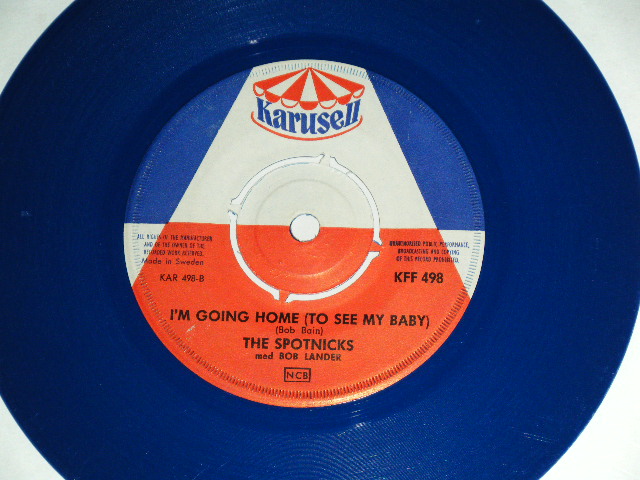 Karusell
ALL RIGHTS OF THE MANUFACTURER
AND OF THE OWNER OF THE
RECORDED WORK RESERVED.
Made in Sweden
KAR 498-B
UNAUTHORISED PUBLIC PERFORMANCE,
BROADCASTING AND COPYING
OF THIS RECORD PROHIBITED.
KFF 498
I'M GOING HOME (TO SEE MY BABY)
(Bob Bain)
THE SPOTNICKS
med BOB LANDER
NCB